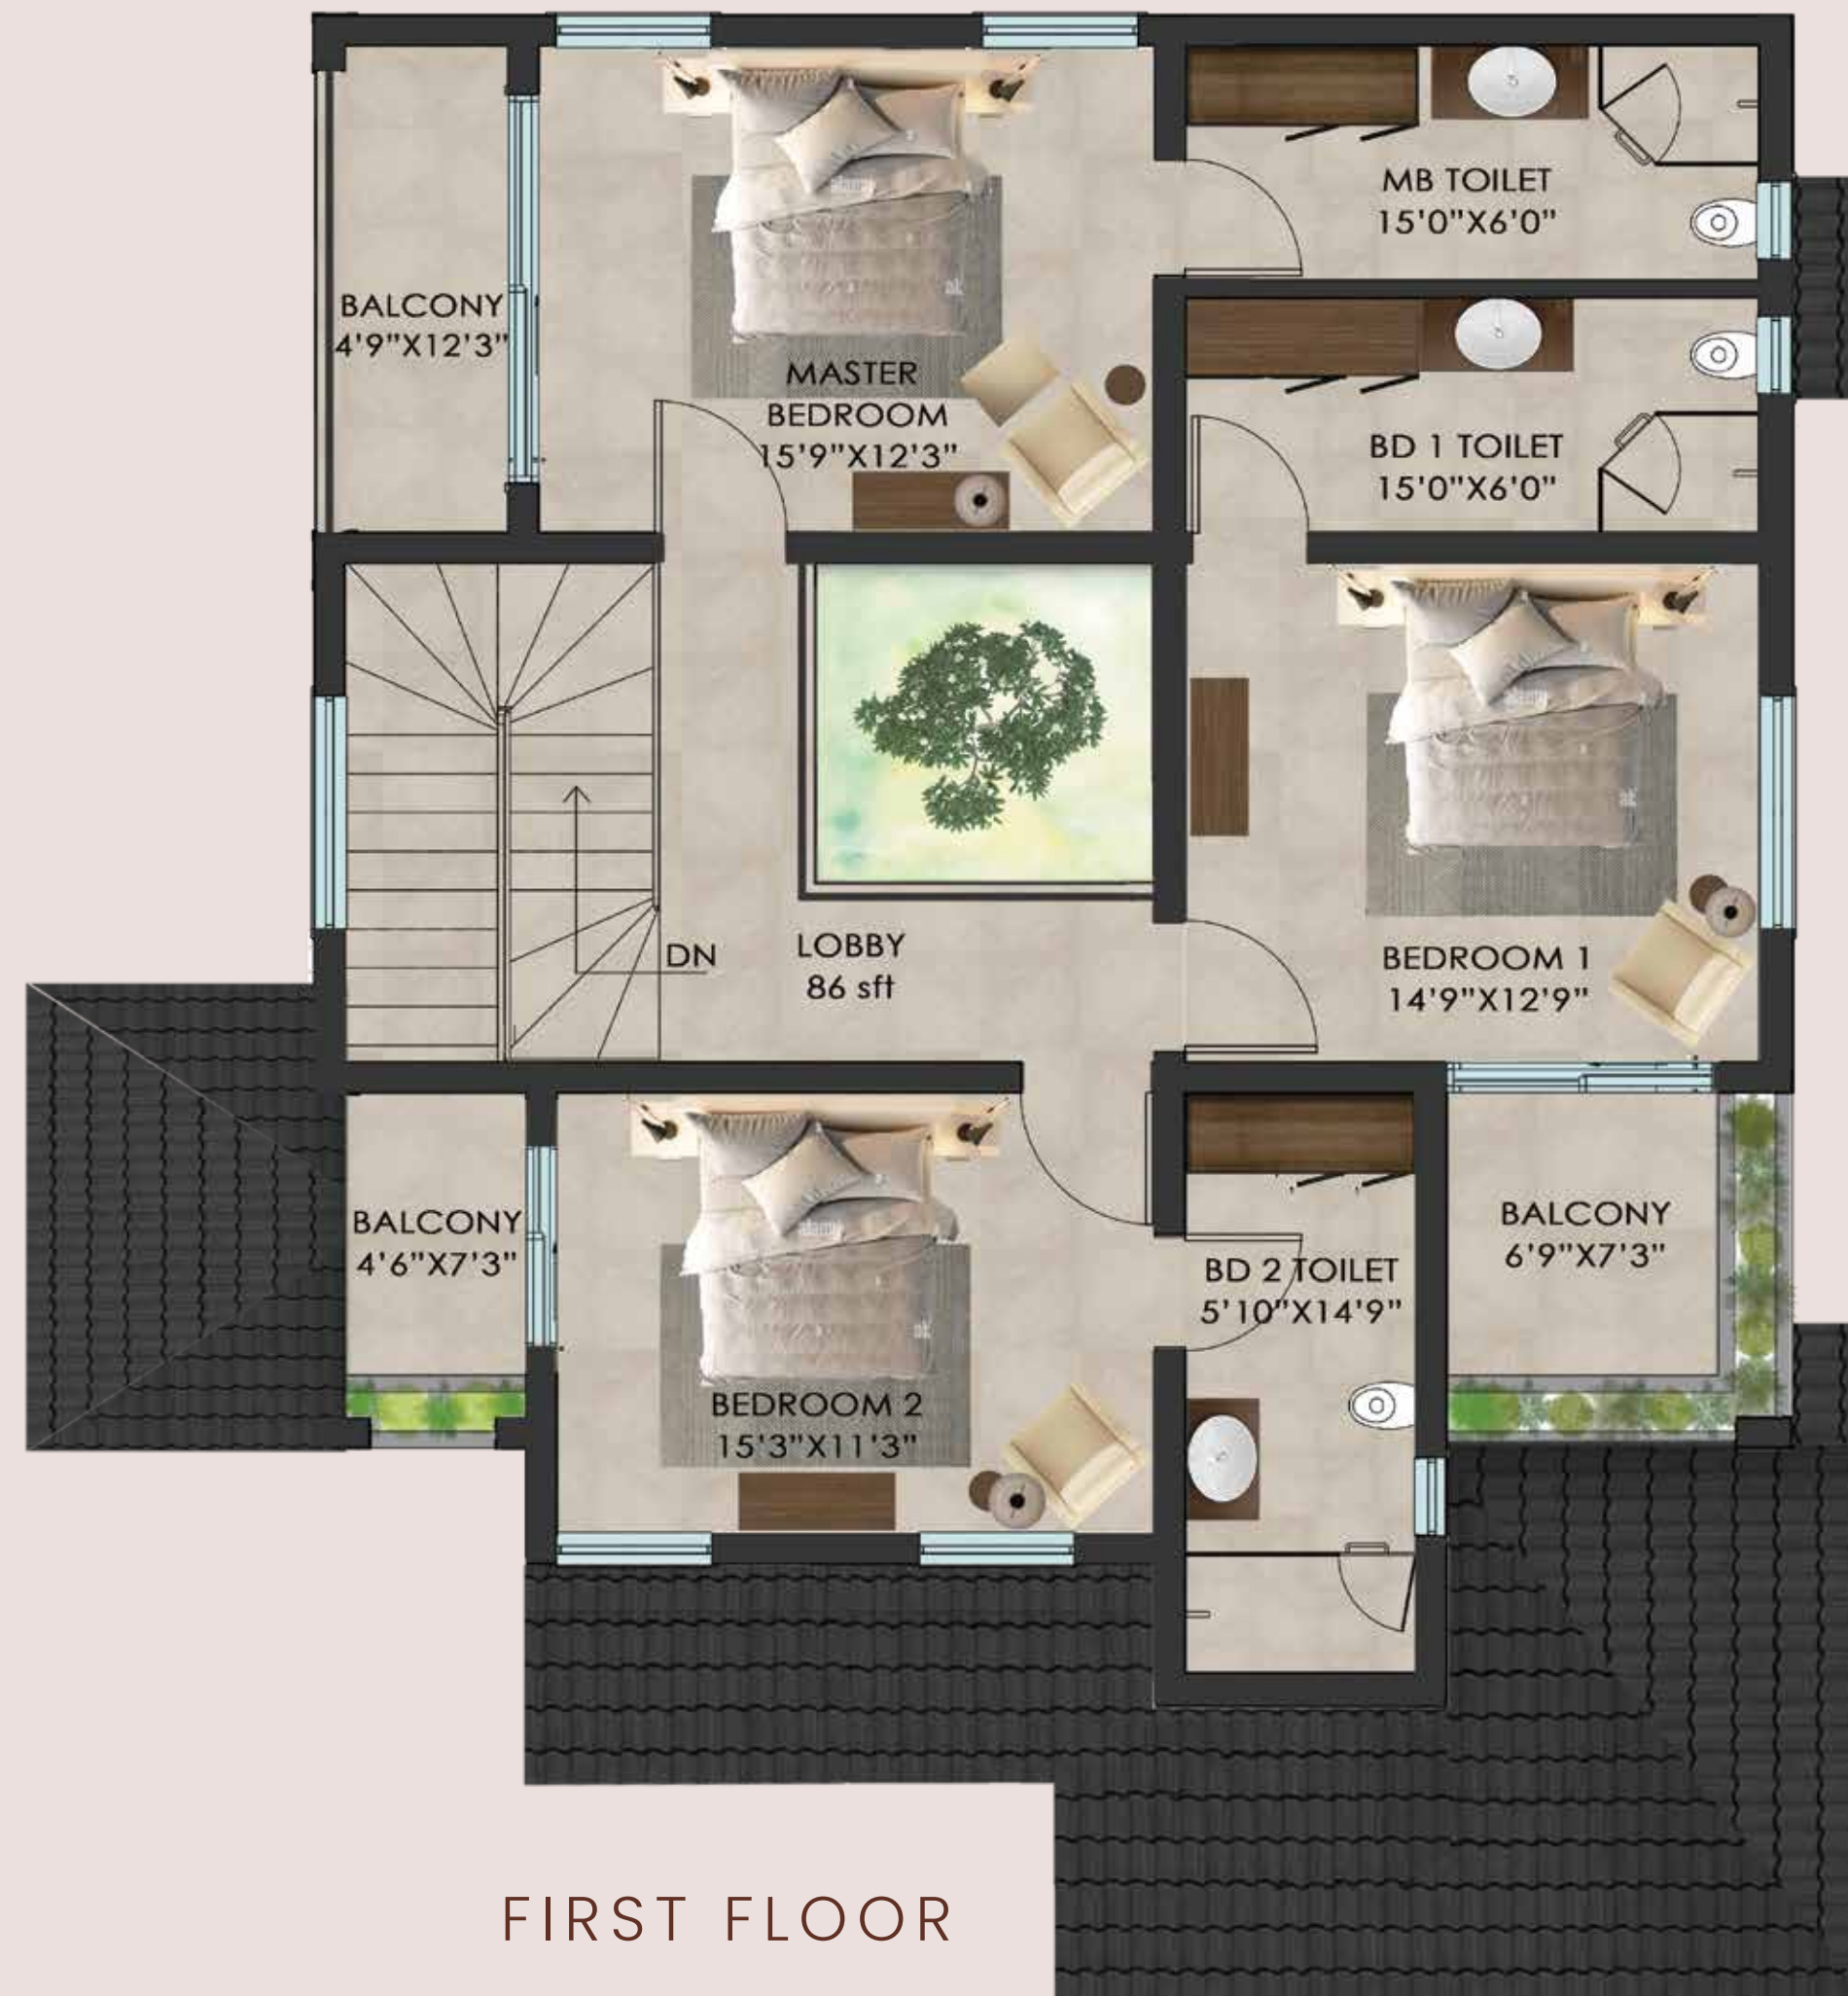 MB TOILET
15'0"X6'0"
BALCONY
4'9"X12'3"
MASTER
BEDROOM
15'9"X12'3"
BD 1 TOILET
15'0"X6'0"
DN
LOBBY
86 sft
BEDROOM 1
14'9"X12'9"
BALCONY
4'6"X7'3"
BD 2 TOILET
5'10"X14'9"
BALCONY
6'9"X7'3"
BEDROOM 2
15'3"X11'3"
FIRST FLOOR